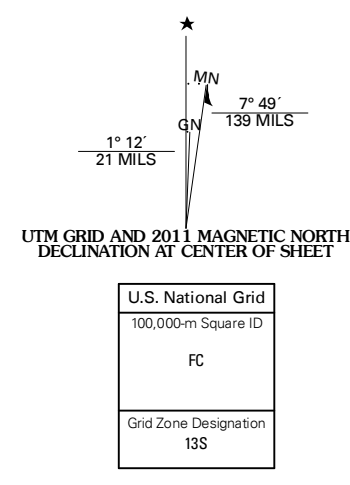 MN
7° 49´
139 MILS
GN
1° 12´
21 MILS
UTM GRID AND 2011 MAGNETIC NORTH
DECLINATION AT CENTER OF SHEET
U.S. National Grid
100,000-m Square ID
FC
Grid Zone Designation
13S